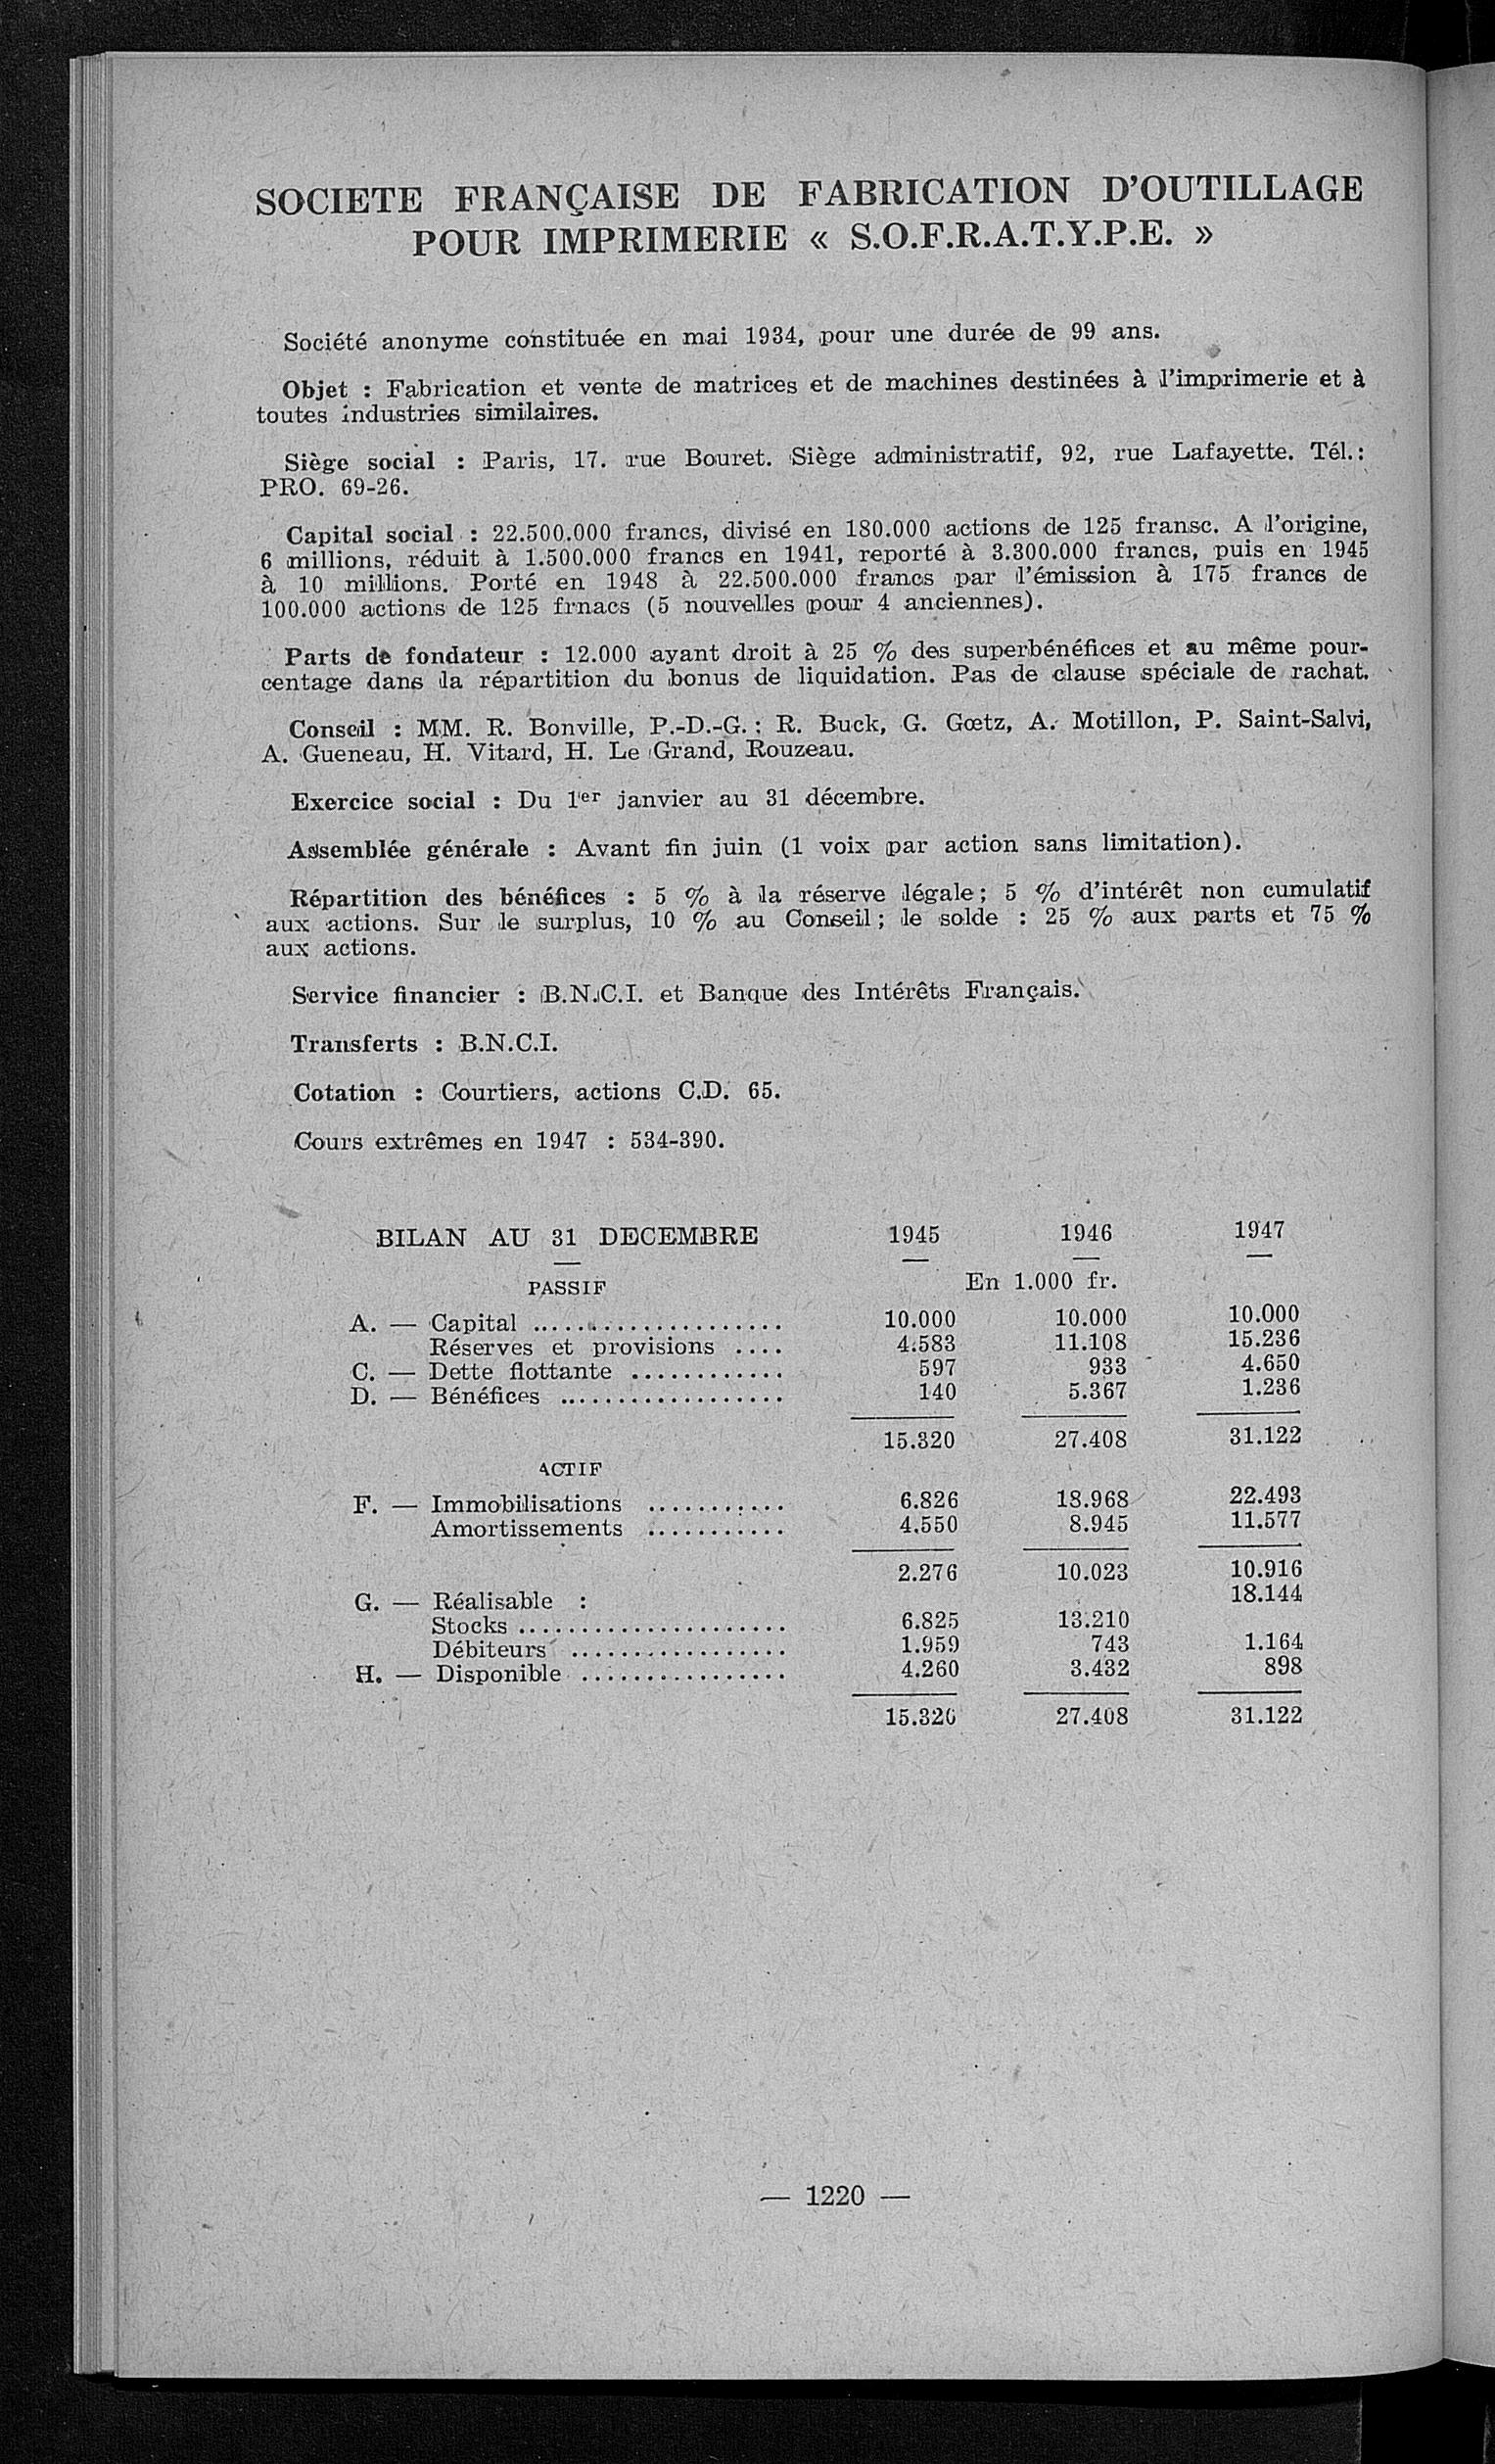 SOCIETE FRANÇAISE DE FABRICATION D'OUTILLAGE
POUR IMPRIMERIE « S.O.F.R.A.T.Y.P.E. »
Société anonyme constituée en mai 1934, pour une durée de 99 ans.
Objet : Fabrication et vente de matrices et de machines destinées à l'imprimerie et à
toutes industries similaires.
Siège social : Paris, 17. rue Bouret. Siège administratif, 92, rue Lafayette. Tél.:
PRO. 69-26.
Capital social : 22.500.000 francs, divisé en 180.000 actions de 125 fransc. A l'origine,
6 millions, réduit à 1.500.000 francs en 1941, reporté à 3.300.000 francs, puis en 1945
à 10 millions. Porté en 1948 à 22.500.000 francs par l'émission à 175 francs de
100.000 actions de 125 frnacs (5 nouvelles pour 4 anciennes).
Parts de fondateur : 12.000 ayant droit à 25 % des superbénéfices et au même pour-
centage dans la répartition du bonus de liquidation. Pas de clause spéciale de rachat.
Conseil : MM. R. Bonville, P.-D.-G. ; R. Buck, G. Gœtz, A. Motillon, P. Saint-Salvi,
A. Gueneau, H. Vitard, H. Le Grand, Rouzeau.
Exercice social : Du 1er janvier au 31 décembre.
Assemblée générale : Avant fin juin (1 voix par action sans limitation).
Répartition des bénéfices : 5 % à la réserve légale; 5 % d'intérêt non cumulatif
aux actions. Sur le surplus, 10 % au Conseil; le solde : 25 % aux parts et 75 %
aux actions.
Service financier : B.N.C.I. et Banque des Intérêts Français.
Transferts : B.N.C.I.
Cotation : Courtiers, actions C.D. 65.
Cours extrêmes en 1947 : 534-390.
BILAN AU 31 DECEMBRE 1945 1946 1947
PASSIF En 1.000 fr.
A. — Capital .................... 10.000 10.000 10.000
Réserves et provisions .... 4.583 11.108 15.236
C. — Dette flottante ............ 597 933 4.650
D. — Bénéfices .................. 140 5.367 1.236
15.320 27.408 31.122
ACTIF
F. — Immobilisations ........... 6.826 18.968 22.493
Amortissements ........... 4.550 8.945 11.577
2.276 10.023 10.916
G. — Réalisable : 18.144
Stocks ...................... 6.825 13.210
Débiteurs .................. 1.959 743 1.164
H. — Disponible ................. 4.260 3.432 898
15.320 27.408 31.122
— 1220 —